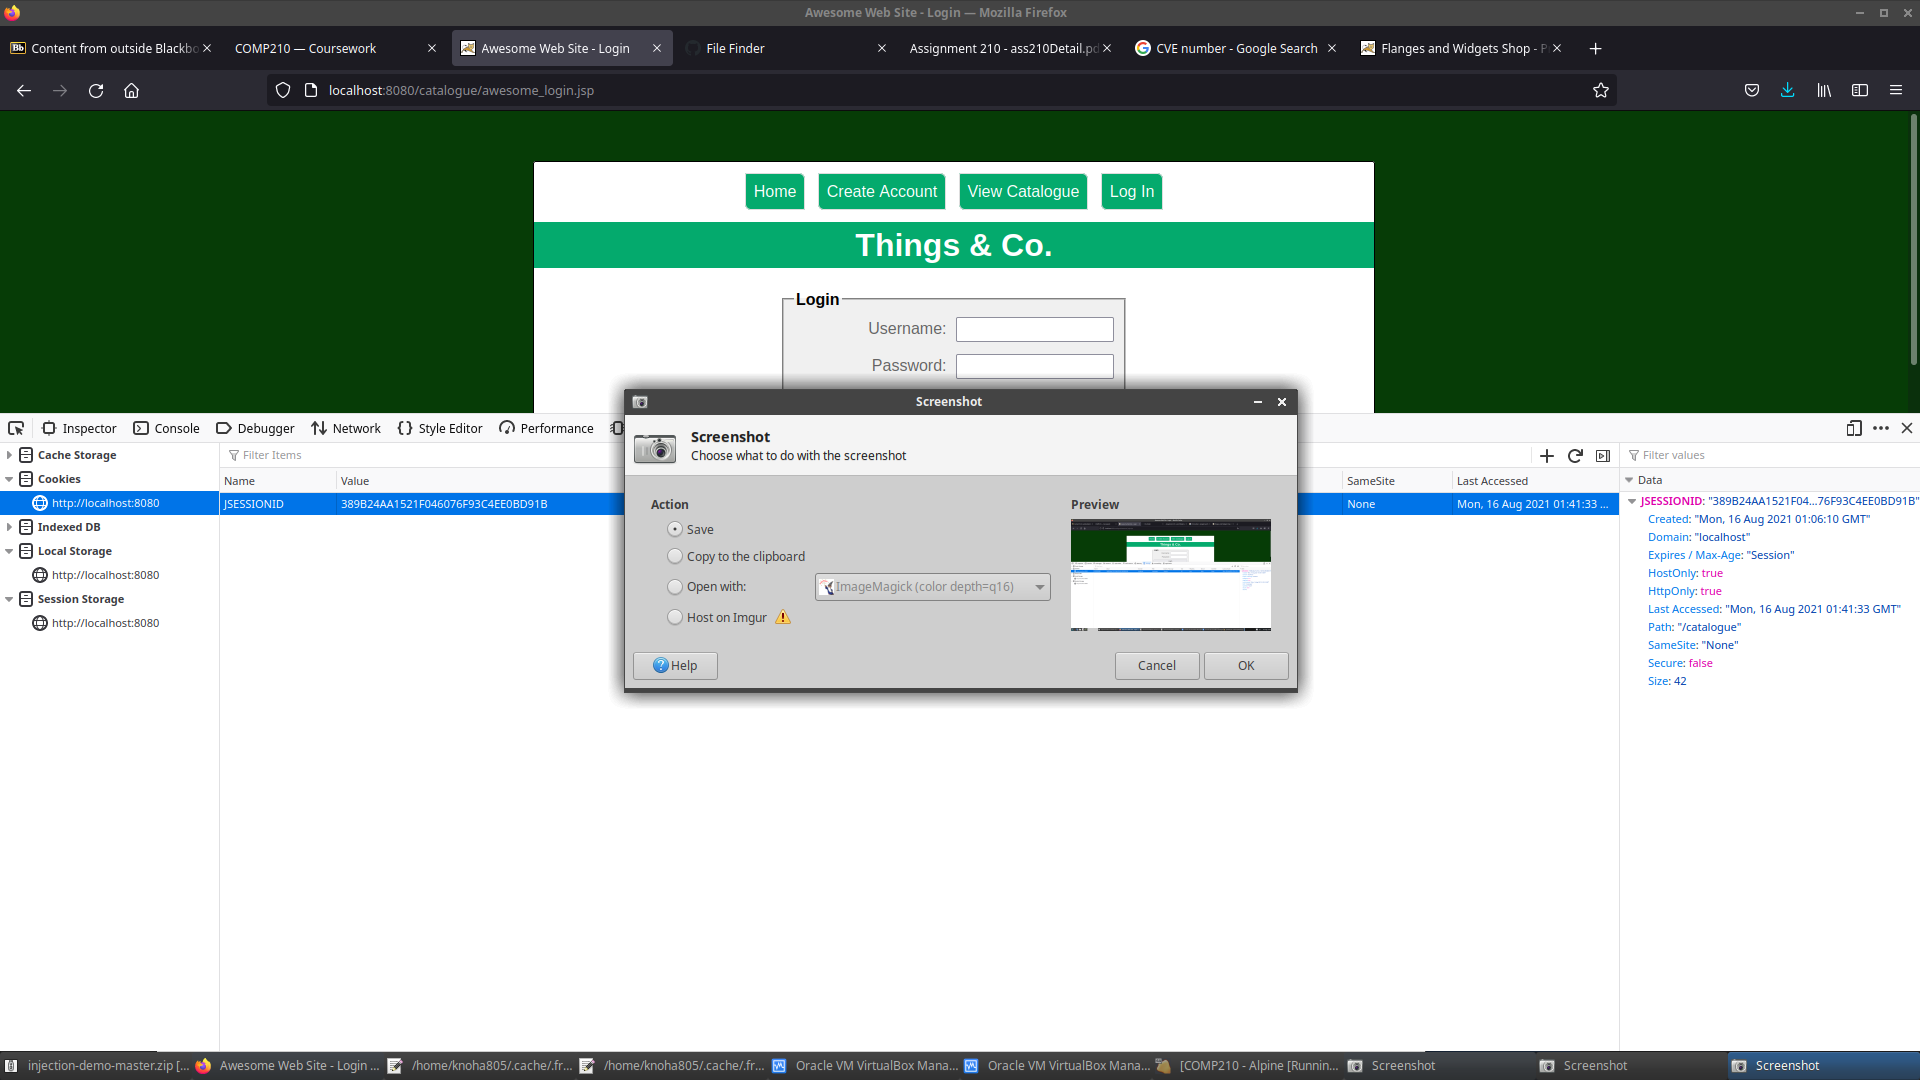 Awesome Web Site - Login — Mozilla Firefox
Content from outside Blackbo
COMP210 — Coursework
Awesome Web Site - Login
File Finder
Assignment 210 - ass210Detail.pd
CVE number - Google Search
Flanges and Widgets Shop - P
localhost:8080/catalogue/awesome_login.jsp
Home
Create Account
View Catalogue
Log In
Things & Co.
Login
Username:
Password:
Inspector
Console
Debugger
Network
Style Editor
Performance
Cache Storage
Cookies
http://localhost:8080
Indexed DB
Local Storage
http://localhost:8080
Session Storage
http://localhost:8080
Filter Items
Name
Value
SameSite
Last Accessed
JSESSIONID
389B24AA1521F046076F93C4EE0BD91B
None
Mon, 16 Aug 2021 01:41:33 ...
Filter values
Data
JSESSIONID: "389B24AA1521F04...76F93C4EE0BD91B"
Created: "Mon, 16 Aug 2021 01:06:10 GMT"
Domain: "localhost"
Expires / Max-Age: "Session"
HostOnly: true
HttpOnly: true
Last Accessed: "Mon, 16 Aug 2021 01:41:33 GMT"
Path: "/catalogue"
SameSite: "None"
Secure: false
Size: 42
Screenshot
Screenshot
Choose what to do with the screenshot
Action
Save
Copy to the clipboard
Open with:
ImageMagick (color depth=q16)
Host on Imgur
Preview
Help
Cancel
OK
injection-demo-master.zip [...
Awesome Web Site - Login ...
/home/knoha805/.cache/.fr...
/home/knoha805/.cache/.fr...
Oracle VM VirtualBox Mana...
Oracle VM VirtualBox Mana...
[COMP210 - Alpine [Runnin...
Screenshot
Screenshot
Screenshot